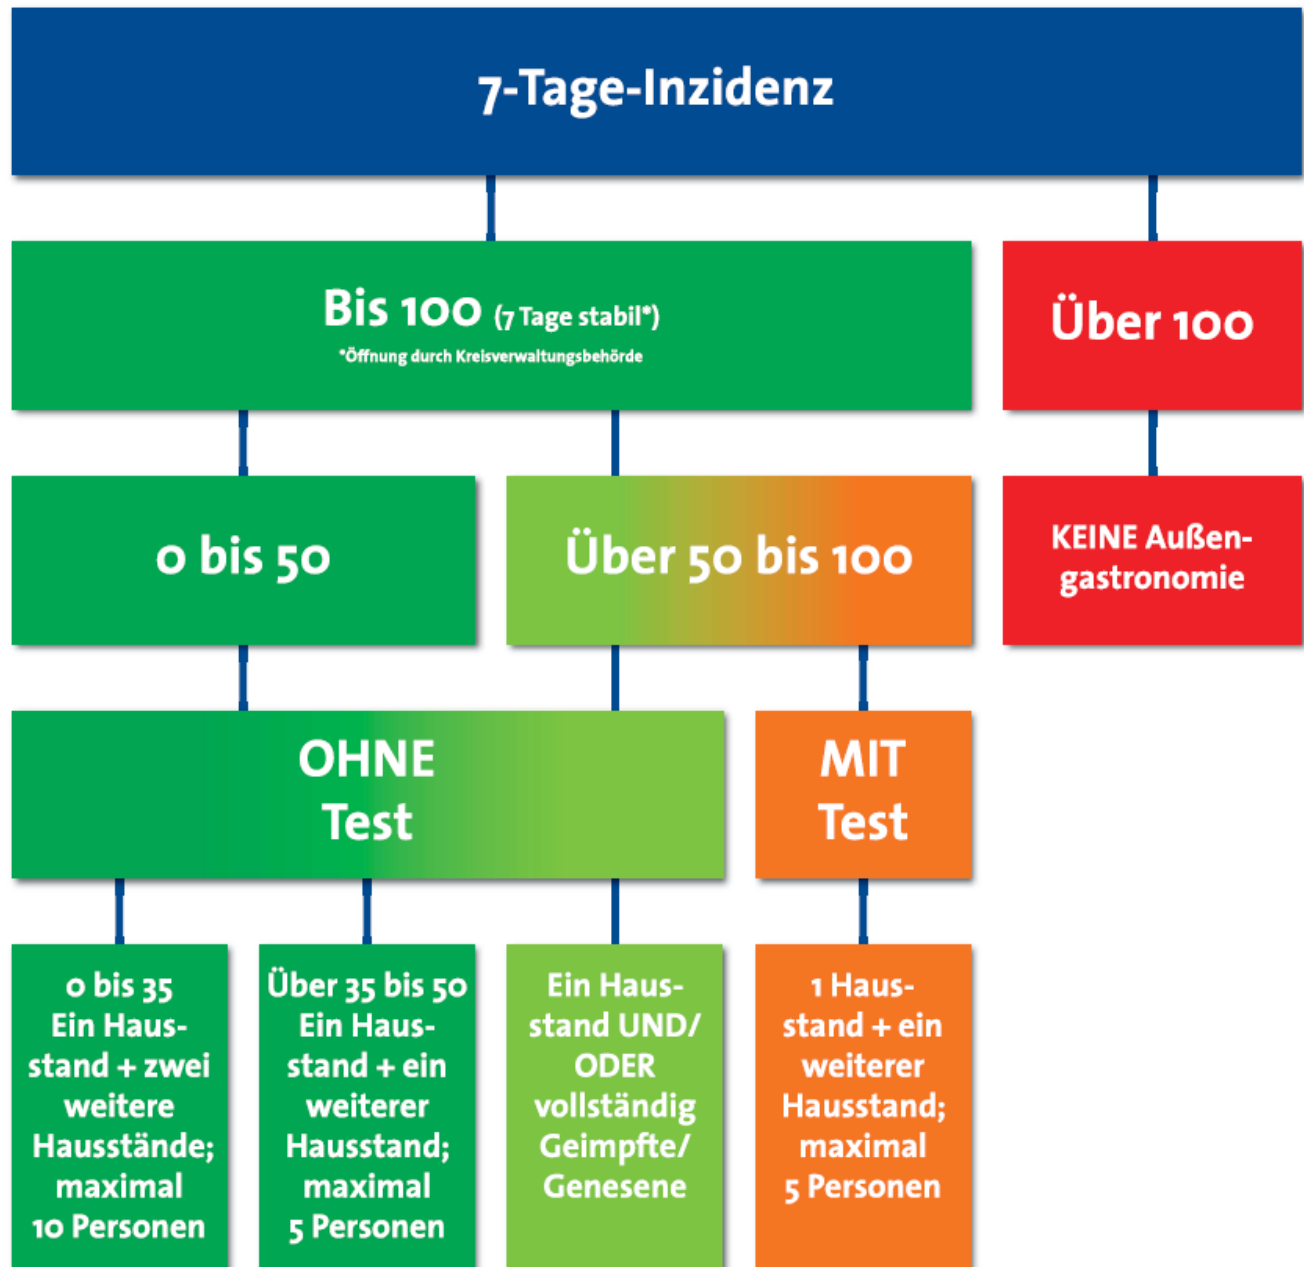 7-Tage-Inzidenz
Bis 100 (7 Tage stabil*)
*Öffnung durch Kreisverwaltungsbehörde
Über 100
0 bis 50
Über 50 bis 100
KEINE Außen-
gastronomie
OHNE
Test
MIT
Test
0 bis 35
Ein Haus-
stand + zwei
weitere
Hausstände;
maximal
10 Personen
Über 35 bis 50
Ein Haus-
stand + ein
weiterer
Hausstand;
maximal
5 Personen
Ein Haus-
stand UND/
ODER
vollständig
Geimpfte/
Genesene
1 Haus-
stand + ein
weiterer
Hausstand;
maximal
5 Personen